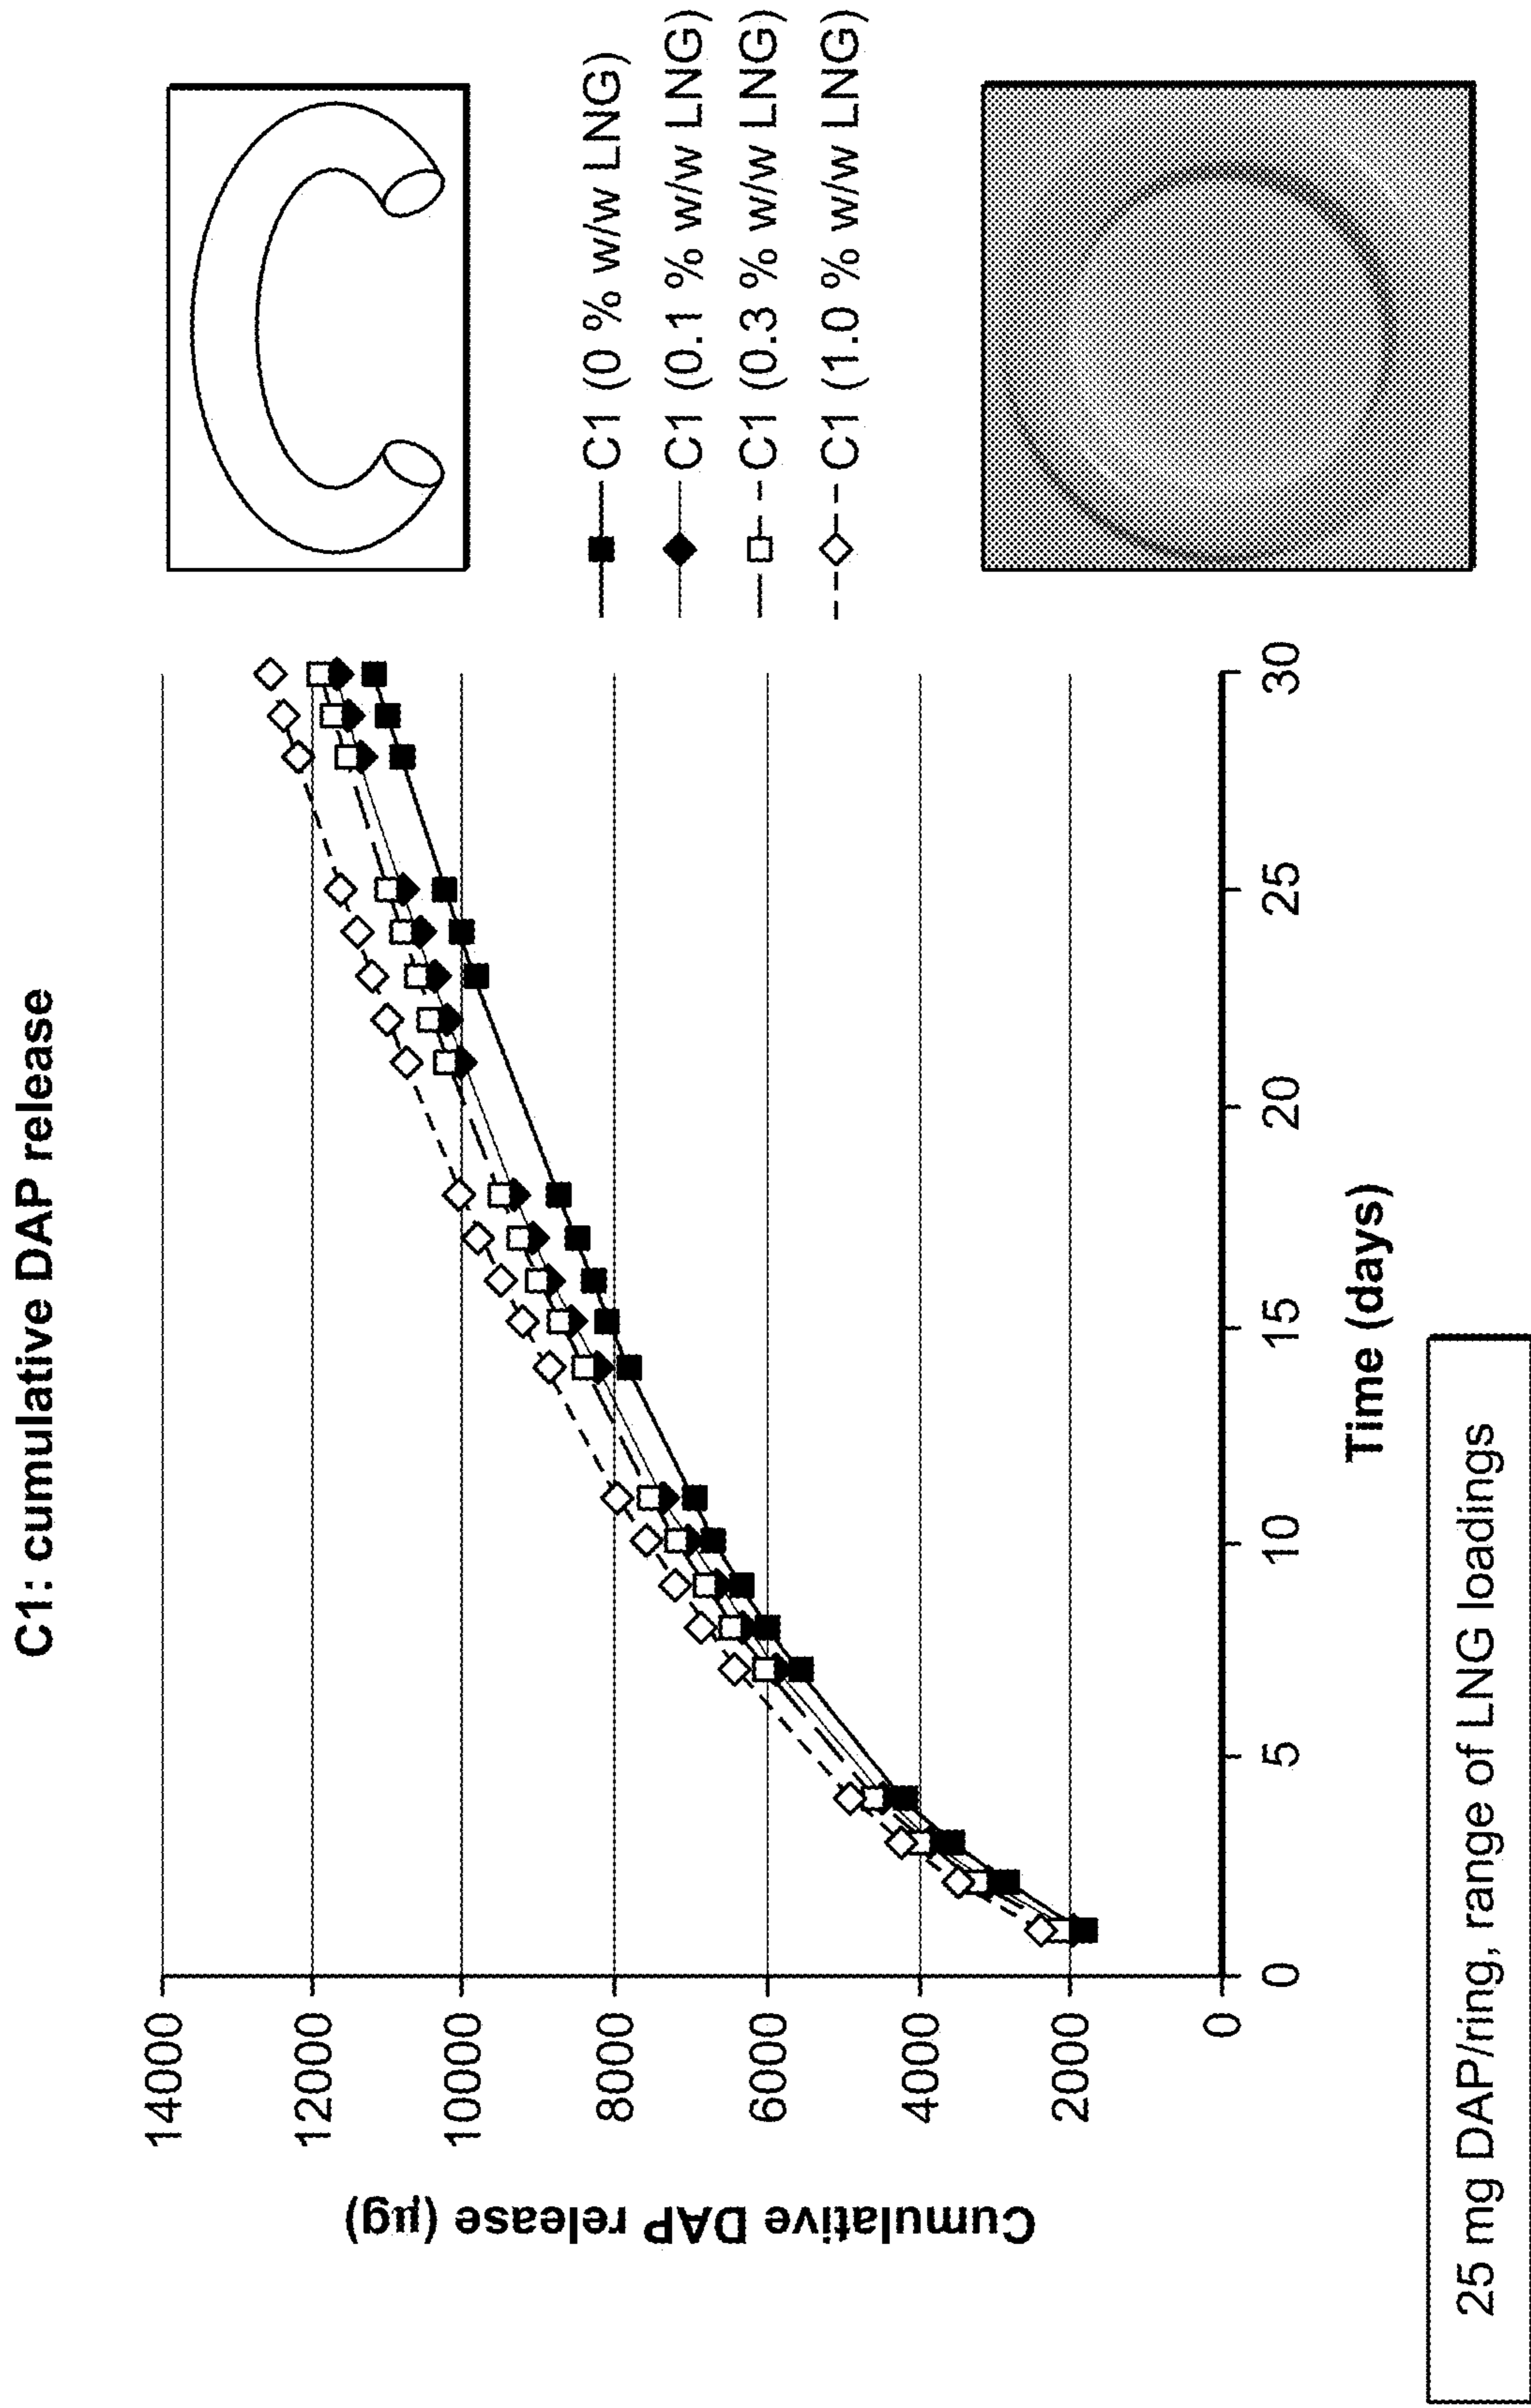 C1: cumulative DAP release
Cumulative DAP release (µg)
14000
12000
10000
8000
6000
4000
2000
0
0 5 10 15 20 25 30
Time (days)
C1 (0 % w/w LNG)
C1 (0.1 % w/w LNG)
C1 (0.3 % w/w LNG)
C1 (1.0 % w/w LNG)
25 mg DAP/ring, range of LNG loadings